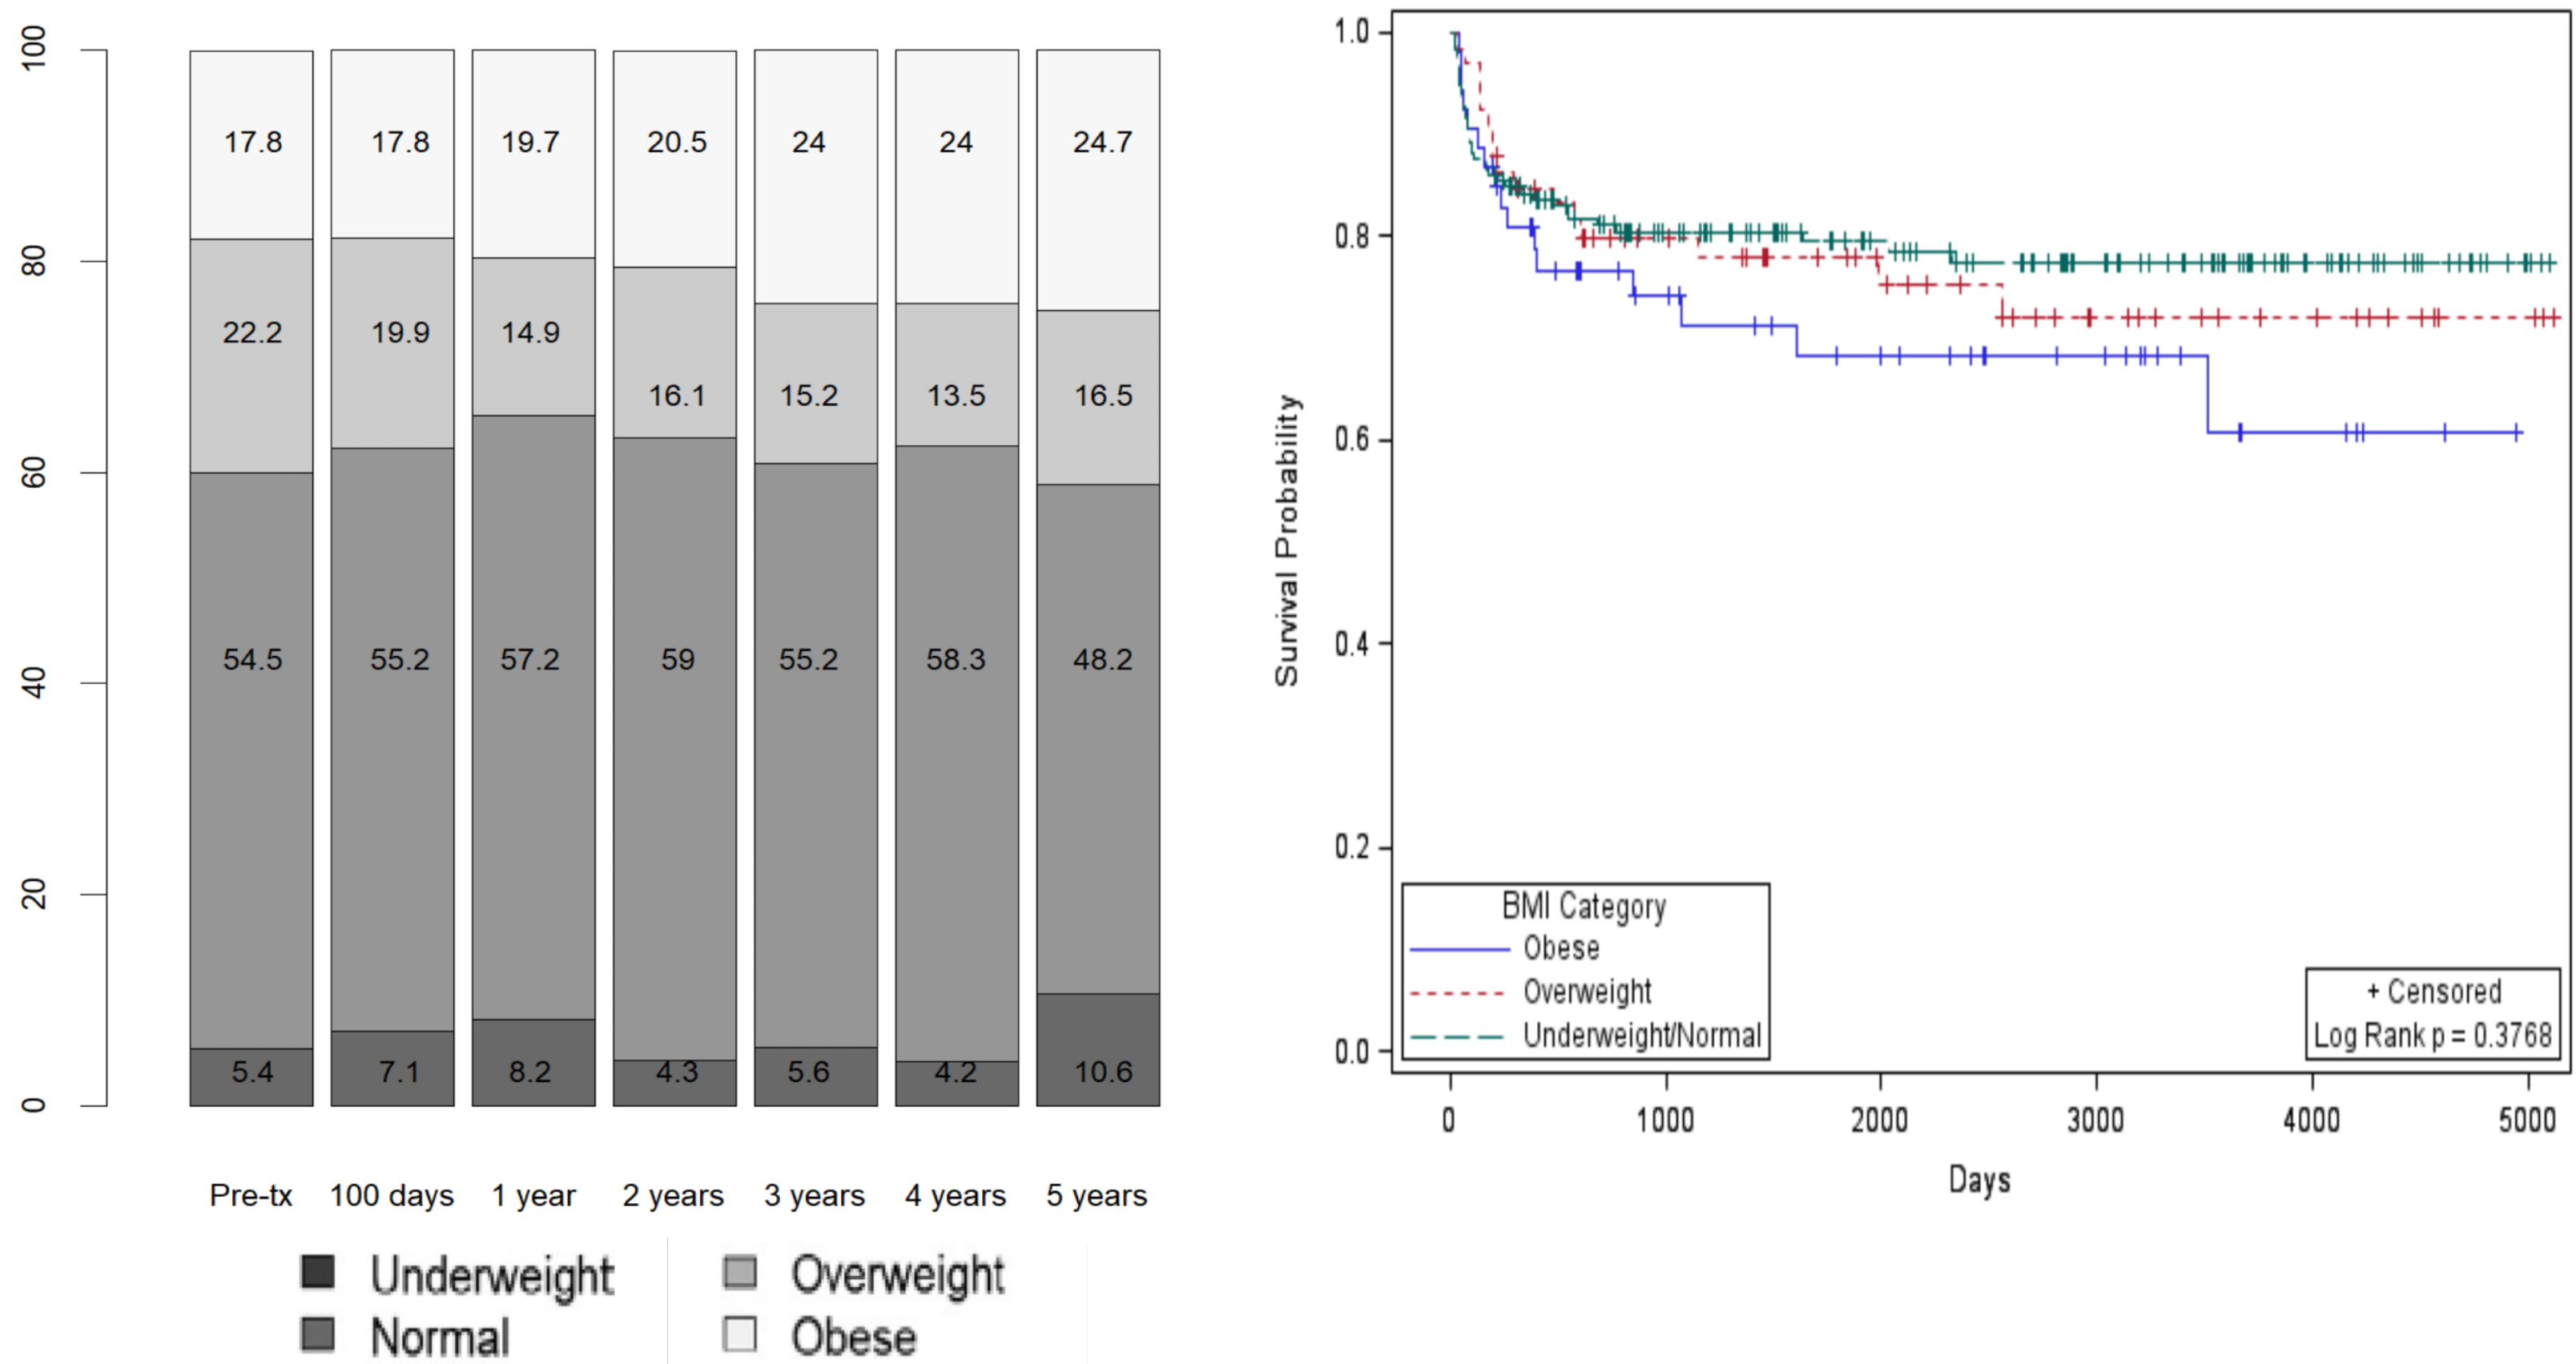 100
80
60
40
20
0
17.8 17.8 19.7 20.5 24 24 24.7
22.2 19.9 14.9 16.1 15.2 13.5 16.5
54.5 55.2 57.2 59 55.2 58.3 48.2
5.4 7.1 8.2 4.3 5.6 4.2 10.6
Pre-tx 100 days 1 year 2 years 3 years 4 years 5 years
Underweight Overweight
Normal Obese
Survival Probability
1.0
0.8
0.6
0.4
0.2
0.0
BMI Category
Obese
Overweight
Underweight/Normal
+ Censored
Log Rank p = 0.3768
0 1000 2000 3000 4000 5000
Days